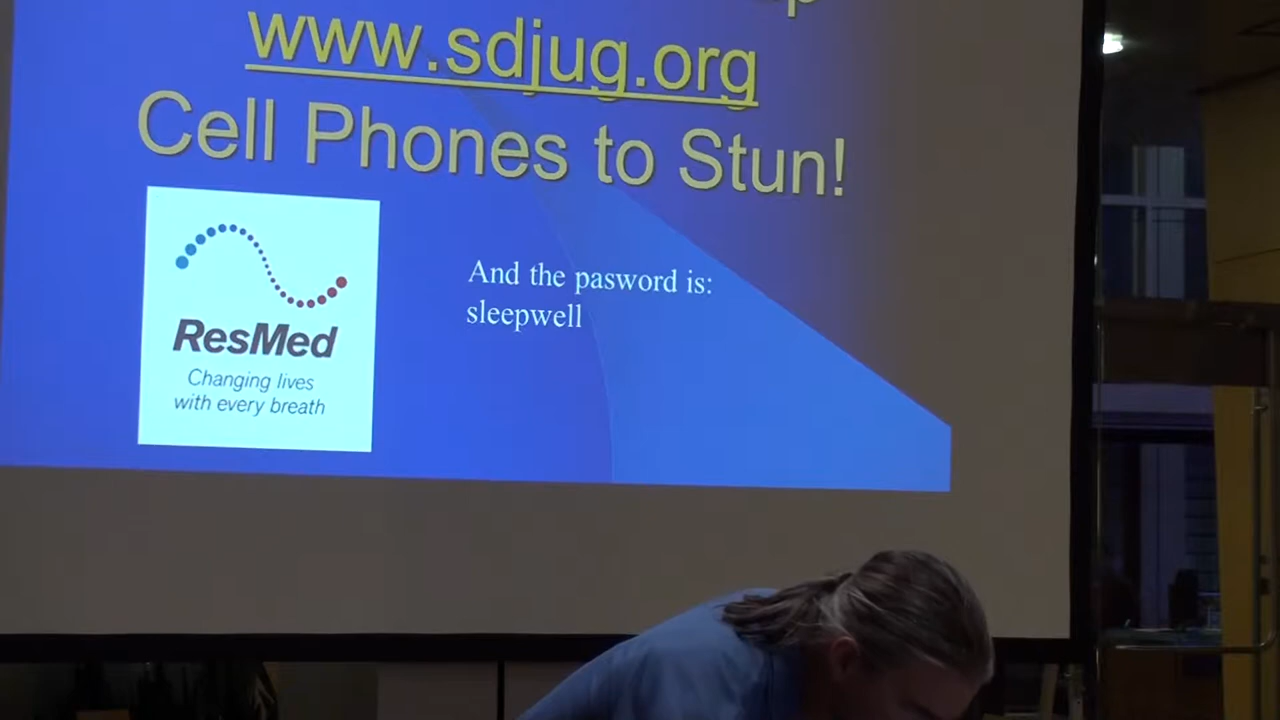 www.sdjug.org
Cell Phones to Stun!
ResMed
Changing lives
with every breath
And the pasword is:
sleepwell